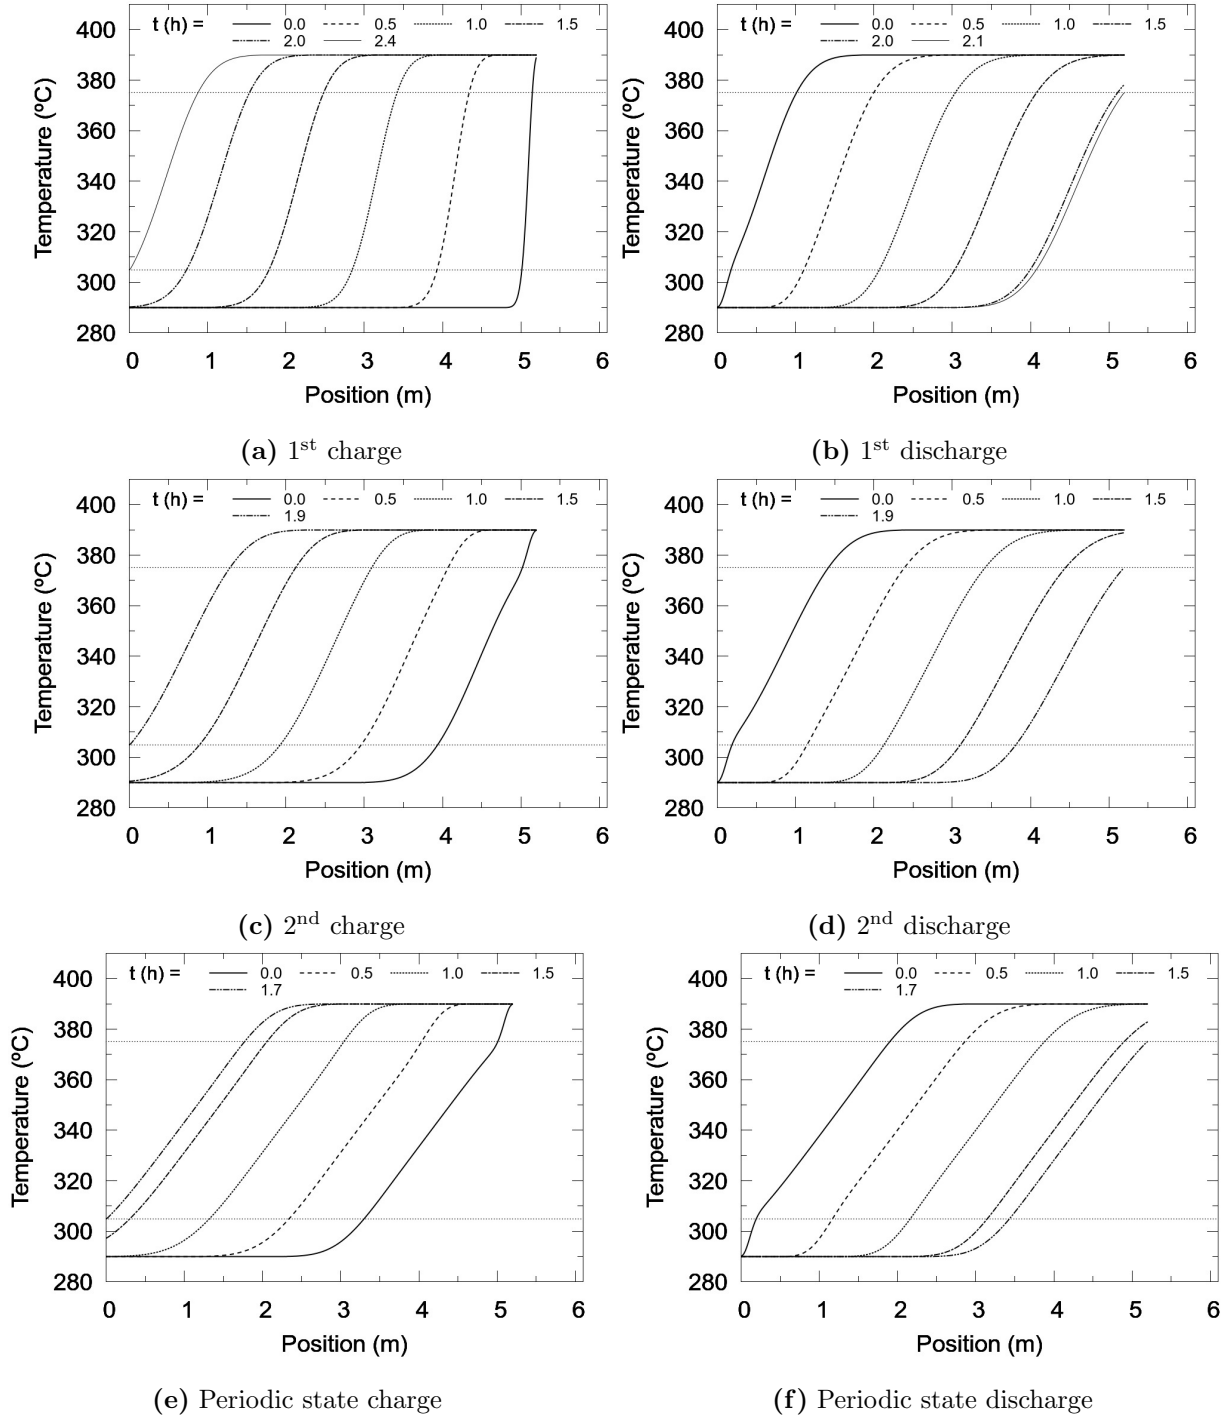 t (h) = 0.0 0.5 1.0 1.5
2.0 2.4
400
380
360
340
320
300
280
0 1 2 3 4 5 6
Temperature (ºC)
Position (m)
(a) 1st charge
t (h) = 0.0 0.5 1.0 1.5
2.0 2.1
400
380
360
340
320
300
280
0 1 2 3 4 5 6
Temperature (ºC)
Position (m)
(b) 1st discharge
t (h) = 0.0 0.5 1.0 1.5
1.9
400
380
360
340
320
300
280
0 1 2 3 4 5 6
Temperature (ºC)
Position (m)
(c) 2nd charge
t (h) = 0.0 0.5 1.0 1.5
1.9
400
380
360
340
320
300
280
0 1 2 3 4 5 6
Temperature (ºC)
Position (m)
(d) 2nd discharge
t (h) = 0.0 0.5 1.0 1.5
1.7
400
380
360
340
320
300
280
0 1 2 3 4 5 6
Temperature (ºC)
Position (m)
(e) Periodic state charge
t (h) = 0.0 0.5 1.0 1.5
1.7
400
380
360
340
320
300
280
0 1 2 3 4 5 6
Temperature (ºC)
Position (m)
(f) Periodic state discharge